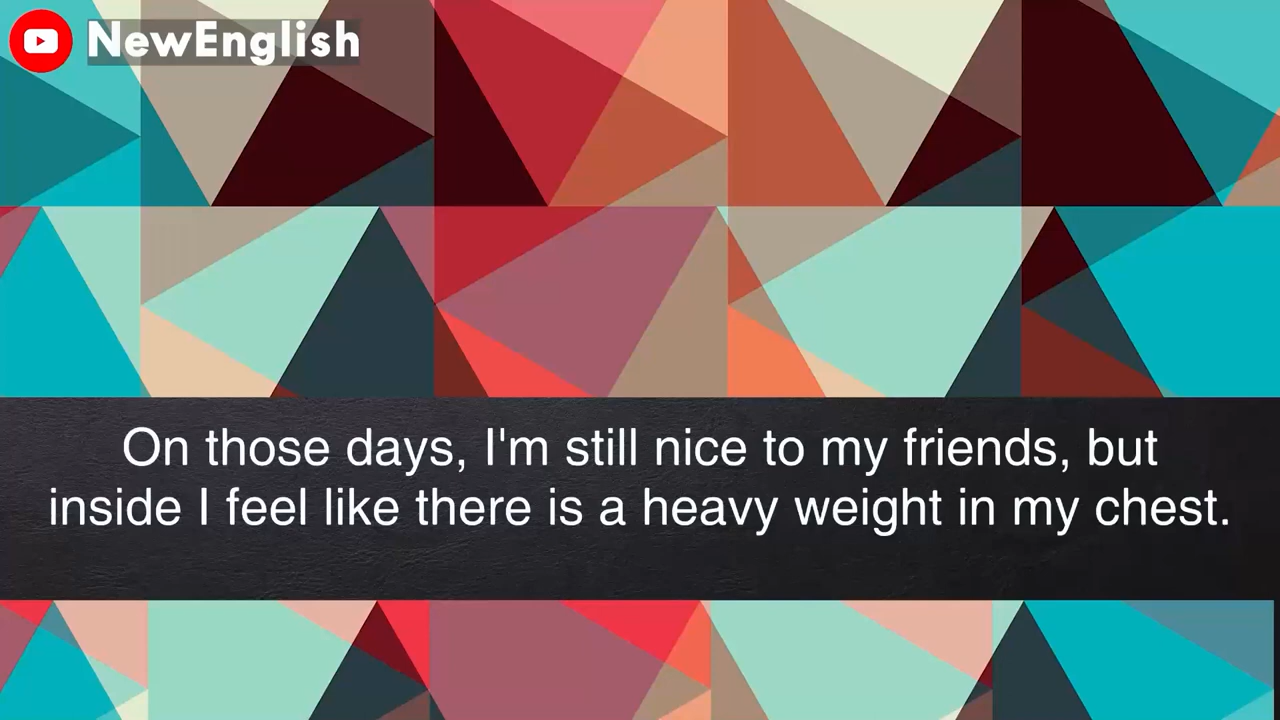 NewEnglish
On those days, I'm still nice to my friends, but
inside I feel like there is a heavy weight in my chest.